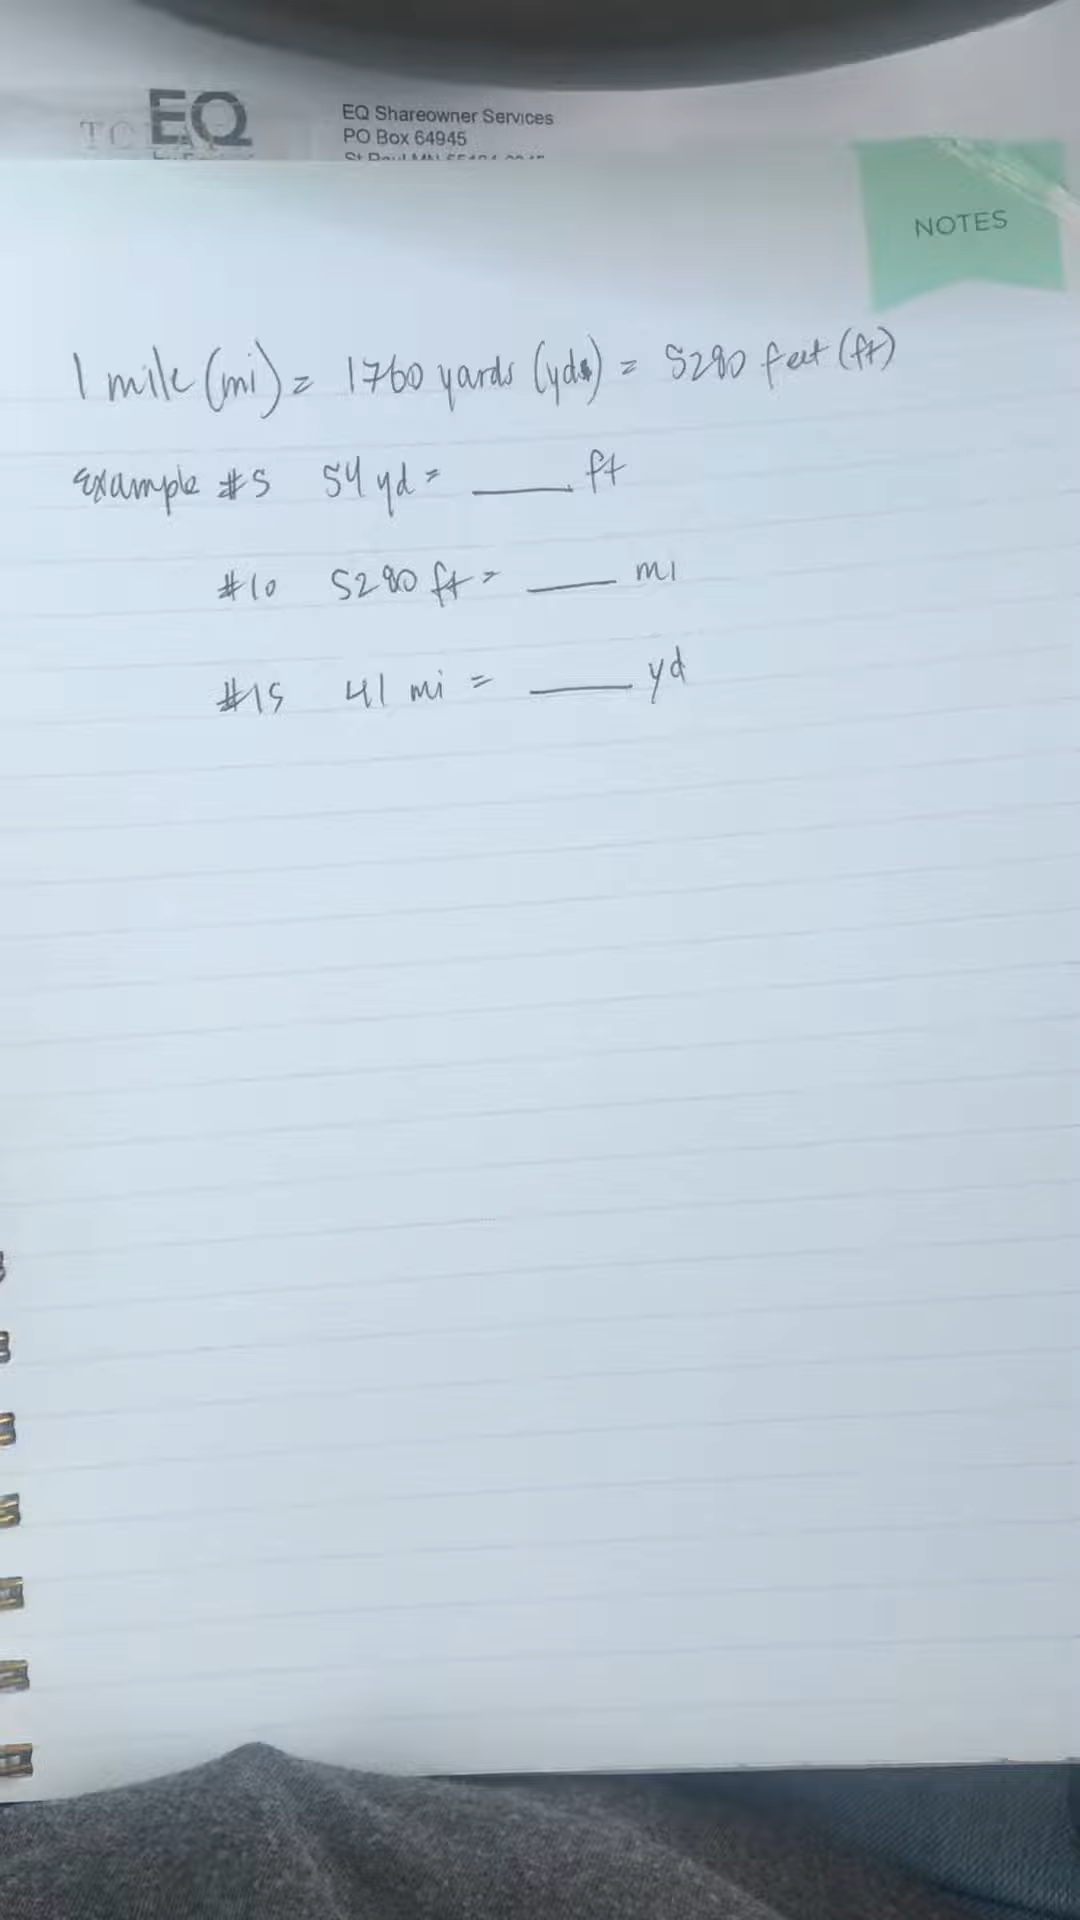 EQ
EQ Shareowner Services
PO Box 64945
NOTES
1 mile (mi) = 1760 yards (yds) = 5280 feet (ft)
Example #5 54 yd = ____ ft
#10 5280 ft = ____ mi
#15 41 mi = ____ yd